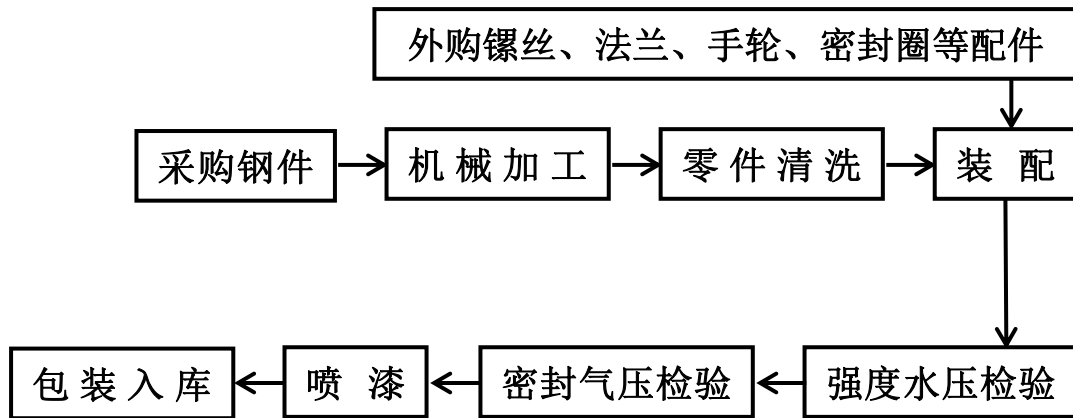 外购镙丝、法兰、手轮、密封圈等配件
采购钢件
机械加工
零件清洗
装配
强度水压检验
密封气压检验
喷漆
包装入库